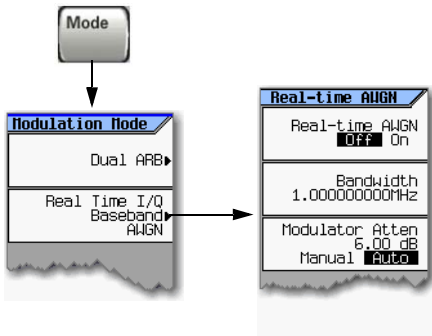 Mode
Modulation Mode
Dual ARB
Real Time I/Q
Baseband
AWGN
Real-time AWGN
Real-time AWGN
Off On
Bandwidth
1.000000000MHz
Modulator Atten
6.00 dB
Manual Auto